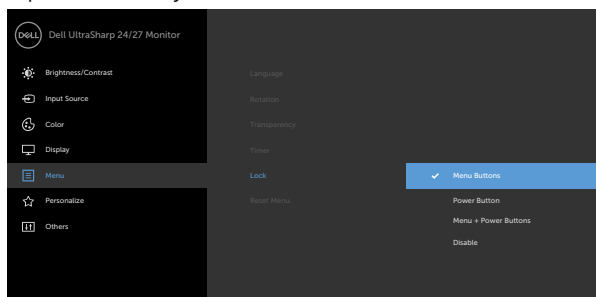 DELL Dell UltraSharp 24/27 Monitor
Brightness/Contrast
Language
Input Source
Rotation
Color
Transparency
Display
Timer
Menu
Lock
Menu Buttons
Personalize
Reset Menu
Power Button
Menu + Power Buttons
Others
Disable